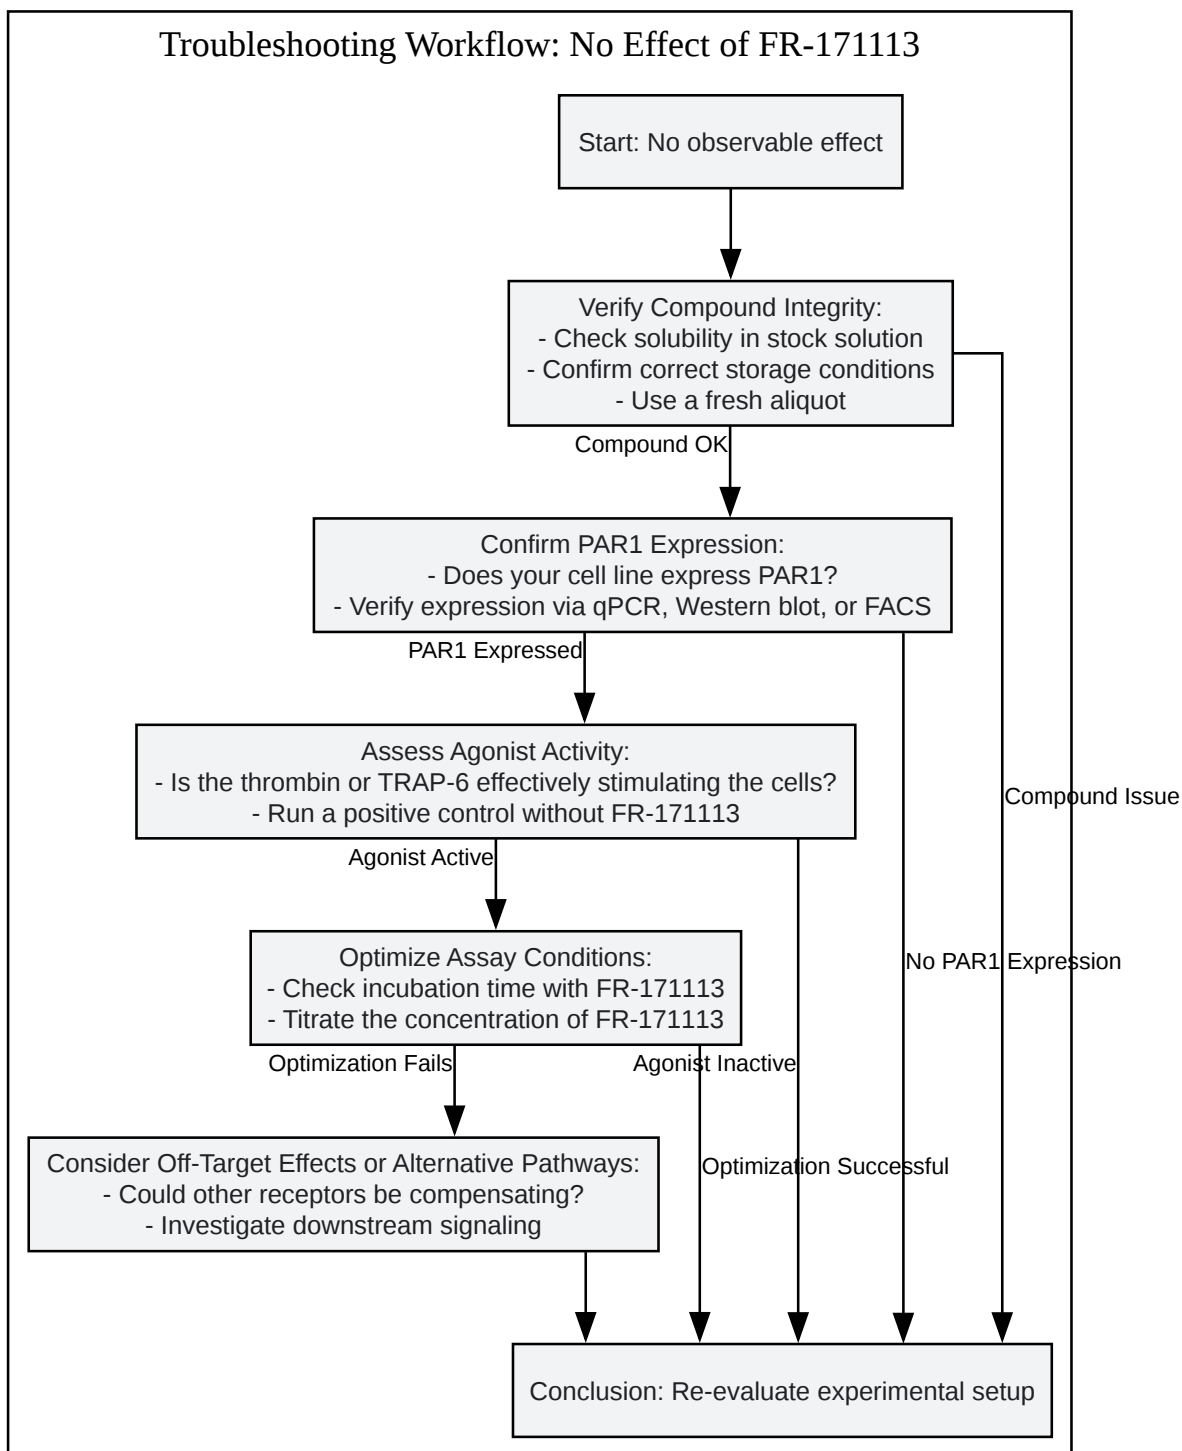 Troubleshooting Workflow: No Effect of FR-171113
Start: No observable effect
Verify Compound Integrity:
- Check solubility in stock solution
- Confirm correct storage conditions
- Use a fresh aliquot
Compound OK
Confirm PAR1 Expression:
- Does your cell line express PAR1?
- Verify expression via qPCR, Western blot, or FACS
PAR1 Expressed
Assess Agonist Activity:
- Is the thrombin or TRAP-6 effectively stimulating the cells?
- Run a positive control without FR-171113
Compound Issue
Agonist Active
Optimize Assay Conditions:
- Check incubation time with FR-171113
- Titrate the concentration of FR-171113
No PAR1 Expression
Optimization Fails
Agonist Inactive
Consider Off-Target Effects or Alternative Pathways:
- Could other receptors be compensating?
- Investigate downstream signaling
Optimization Successful
Conclusion: Re-evaluate experimental setup